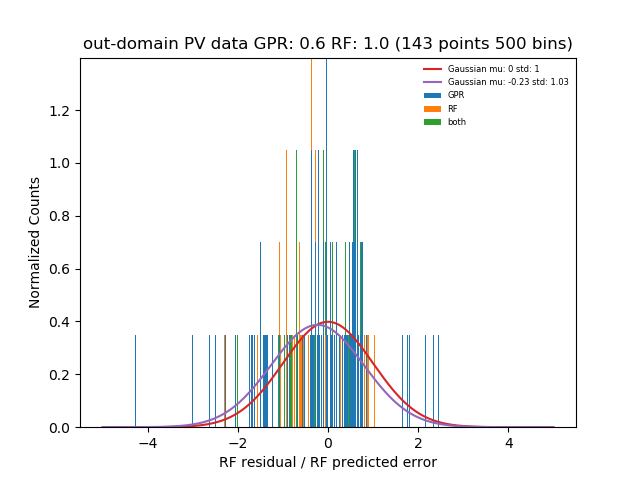 out-domain PV data GPR: 0.6 RF: 1.0 (143 points 500 bins)
Gaussian mu: 0 std: 1
Gaussian mu: -0.23 std: 1.03
GPR
RF
both
Normalized Counts
1.2
1.0
0.8
0.6
0.4
0.2
0.0
−4 −2 0 2 4
RF residual / RF predicted error